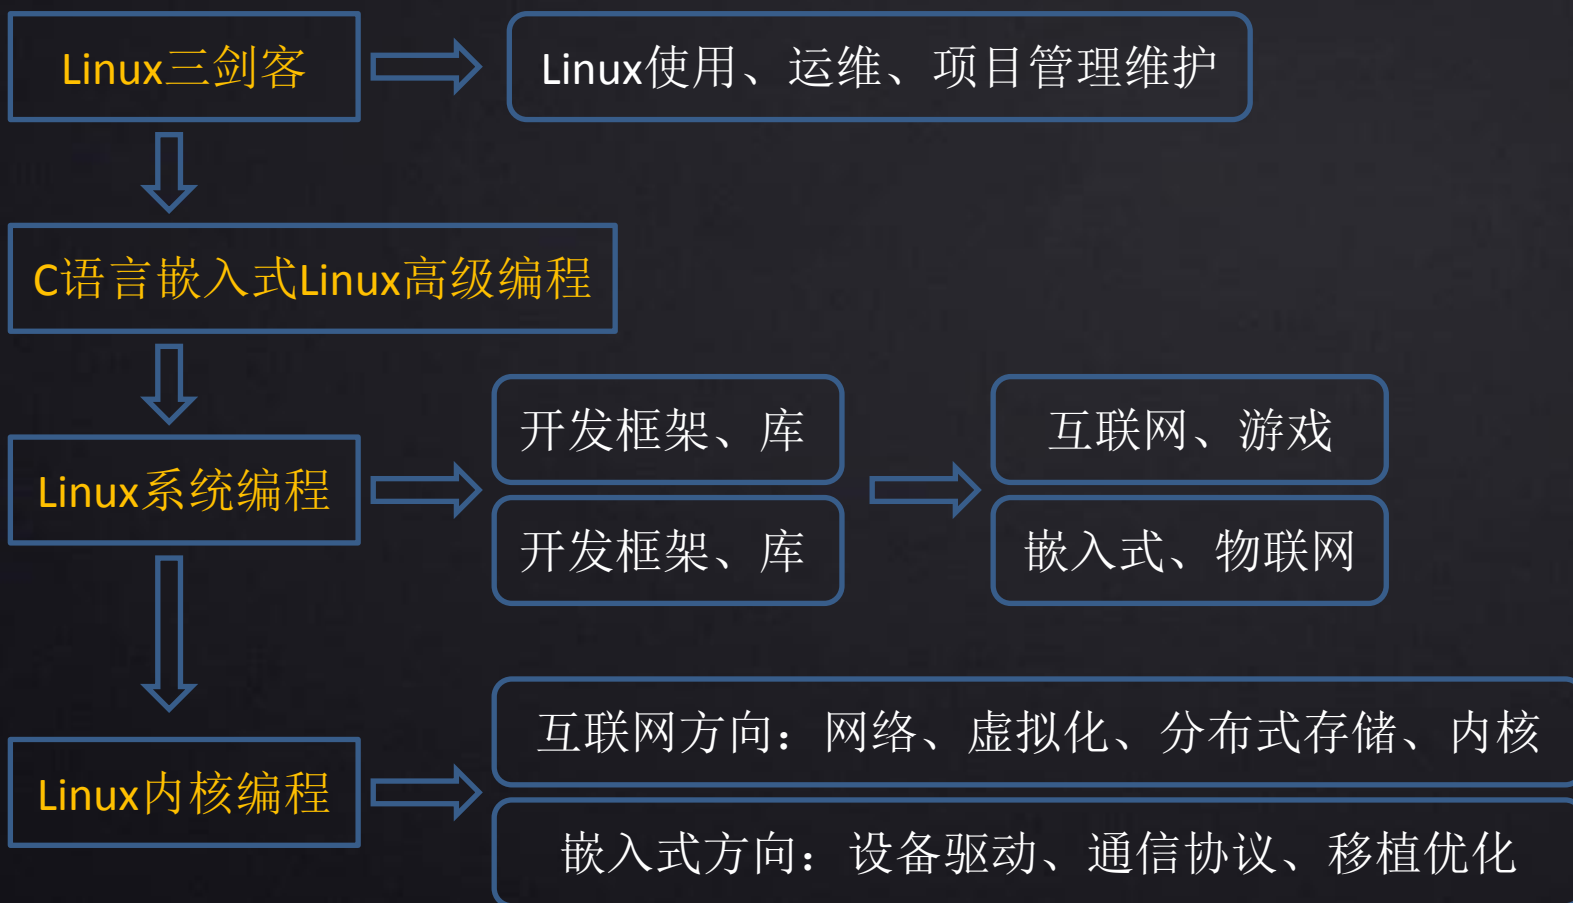 Linux三剑客
Linux使用、运维、项目管理维护
C语言嵌入式Linux高级编程
开发框架、库
互联网、游戏
Linux系统编程
开发框架、库
嵌入式、物联网
互联网方向：网络、虚拟化、分布式存储、内核
Linux内核编程
嵌入式方向：设备驱动、通信协议、移植优化